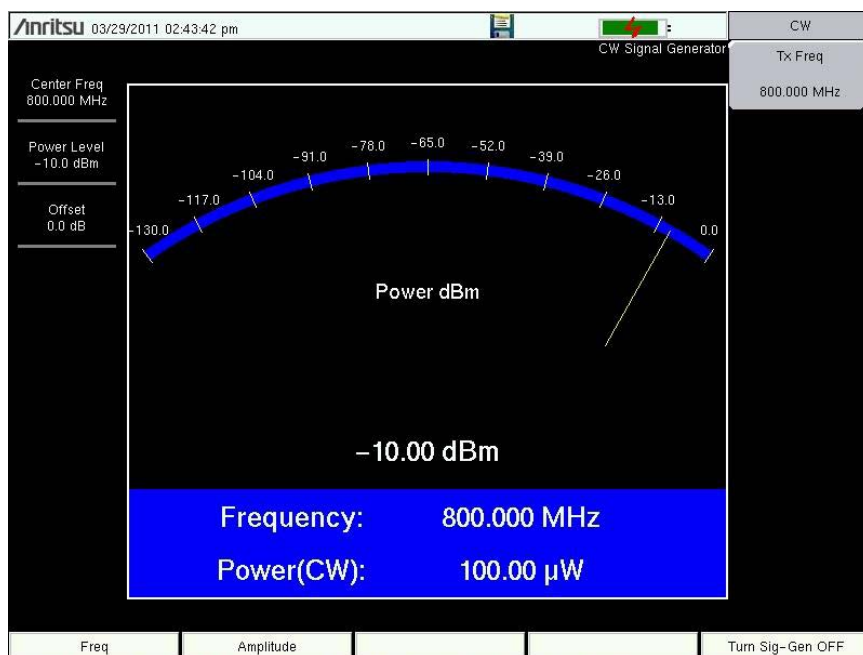 Anritsu 03/29/2011 02:43:42 pm
CW Signal Generator
CW
Tx Freq
800.000 MHz
Center Freq
800.000 MHz
Power Level
-10.0 dBm
Offset
0.0 dB
-130.0
-117.0
-104.0
-91.0
-78.0
-65.0
-52.0
-39.0
-26.0
-13.0
0.0
Power dBm
-10.00 dBm
Frequency: 800.000 MHz
Power(CW): 100.00 µW
Freq
Amplitude
Turn Sig-Gen OFF